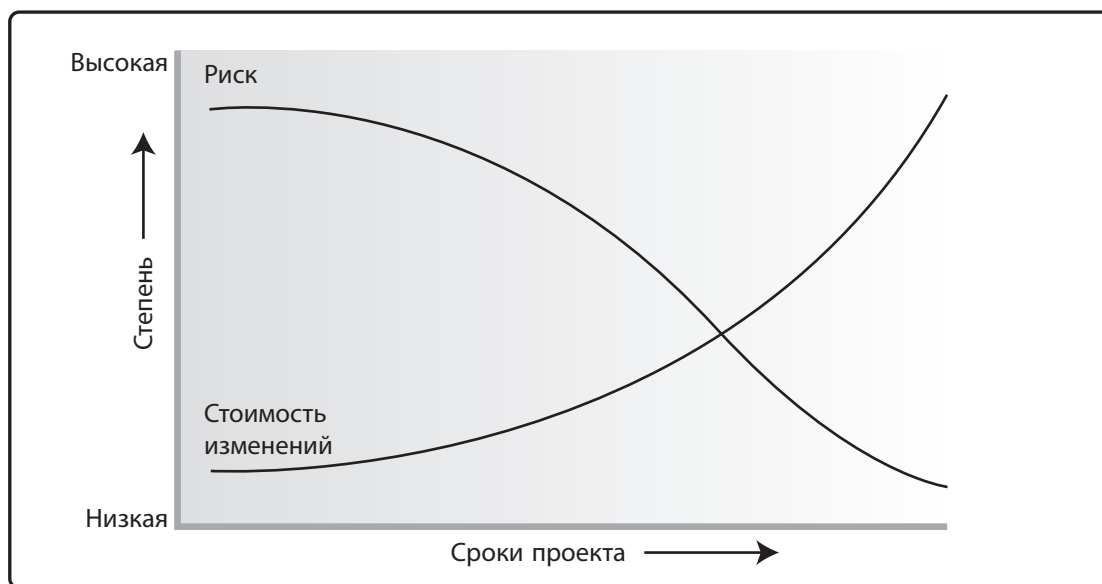 Высокая
Риск
Степень
Стоимость
изменений
Низкая
Сроки проекта